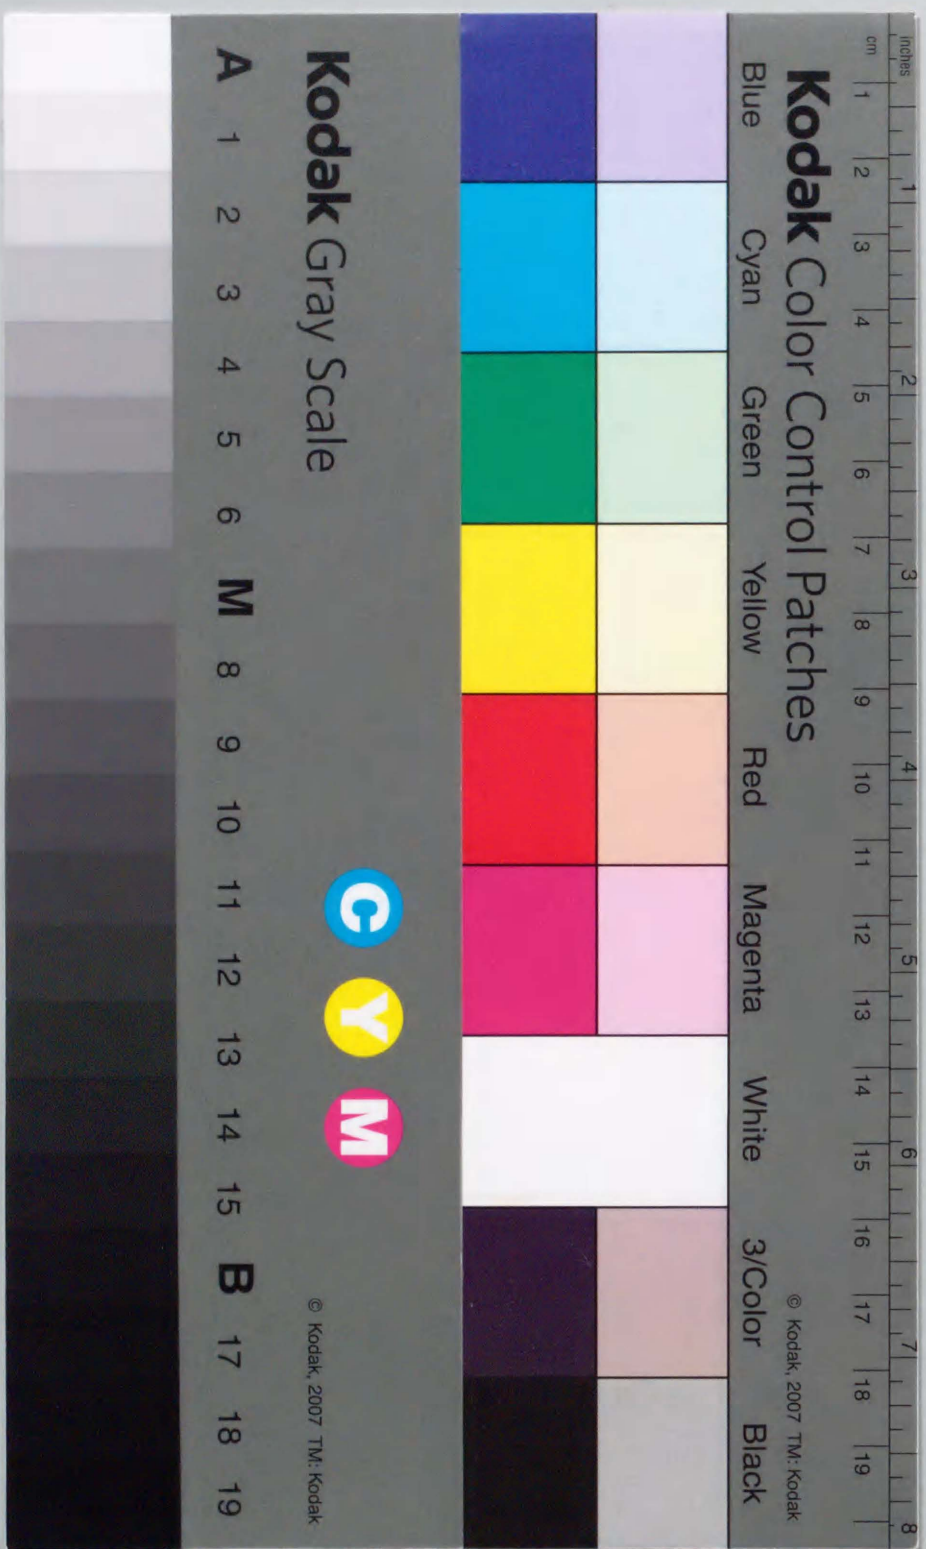 inches 1 2 3 4 5 6 7 8
cm 1 2 3 4 5 6 7 8 9 10 11 12 13 14 15 16 17 18 19
Kodak Color Control Patches
© Kodak, 2007 TM: Kodak
Blue Cyan Green Yellow Red Magenta White 3/Color Black
Kodak Gray Scale
C Y M
© Kodak, 2007 TM: Kodak
A 1 2 3 4 5 6 M 8 9 10 11 12 13 14 15 B 17 18 19